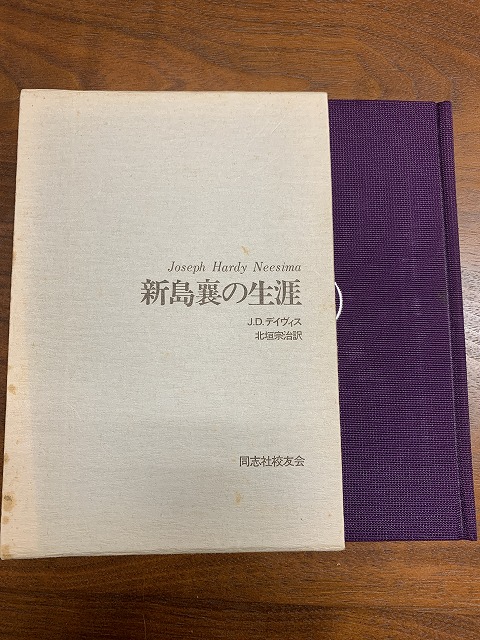 Joseph Hardy Neesima
新島襄の生涯
J.D.デイヴィス
北垣宗治訳
同志社校友会